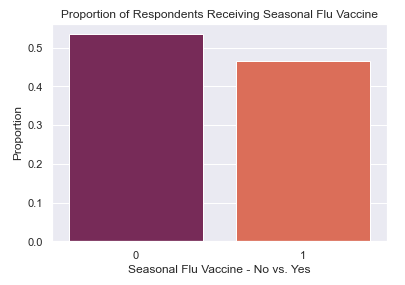 Proportion of Respondents Receiving Seasonal Flu Vaccine
0.5
0.4
0.3
0.2
0.1
0.0
Proportion
0 1
Seasonal Flu Vaccine - No vs. Yes